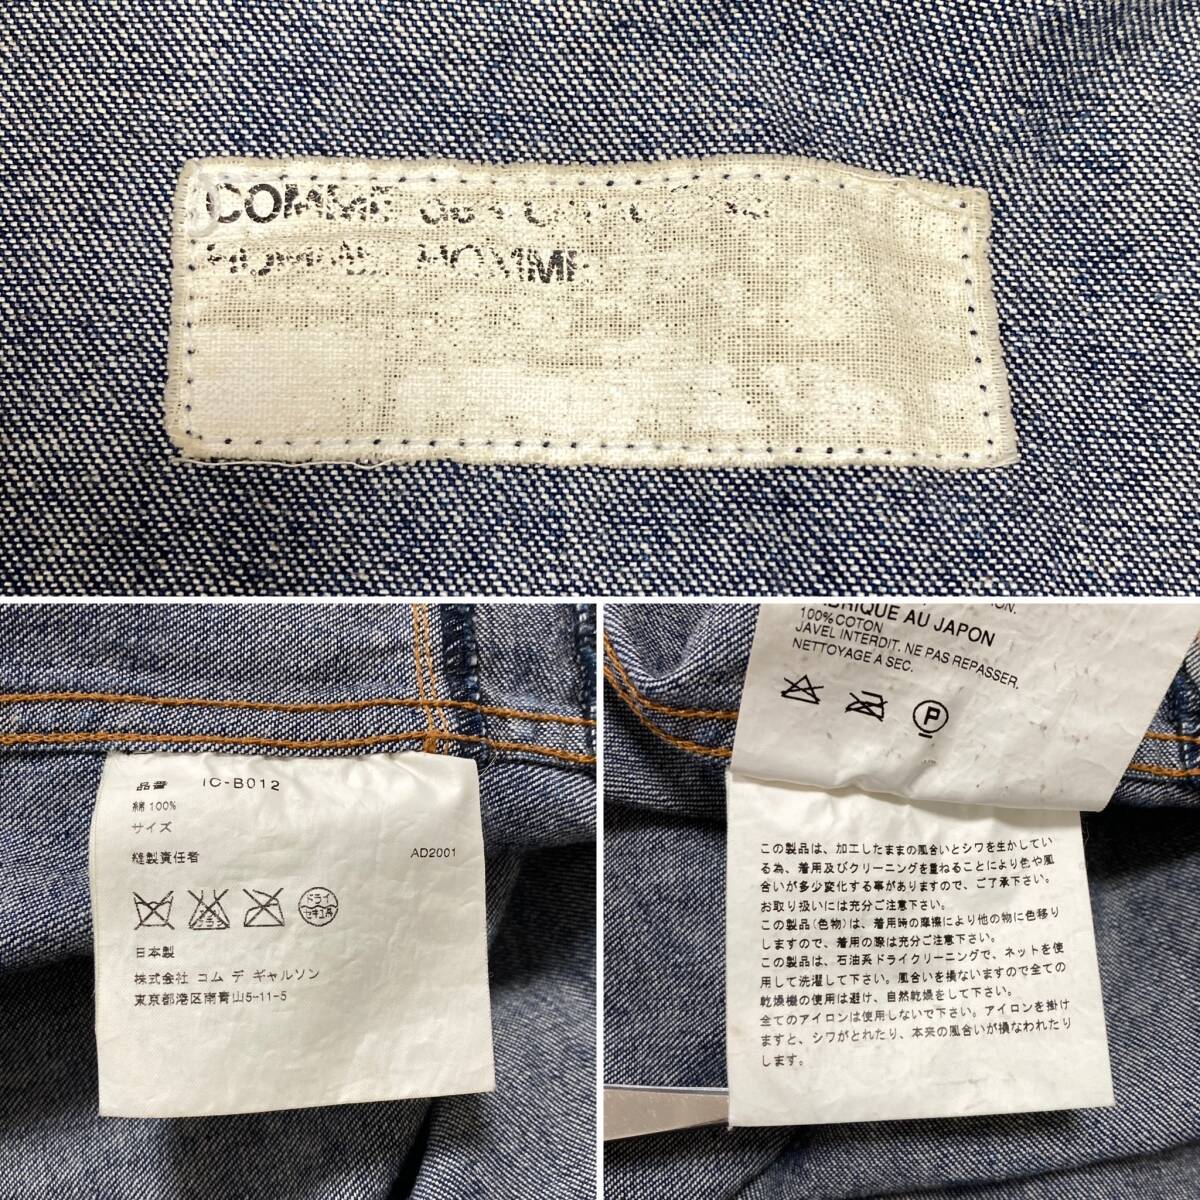 COMME
HOMME
品番 IC-B012
綿 100%
サイズ
縫製責任者 AD2001
ドライ
セキユ系
日本製
株式会社 コム デ ギャルソン
東京都港区南青山5-11-5
AU JAPON
100%COTON
JAVEL INTERDIT. NE PAS REPASSER.
NETTOYAGE À SEC.
P
この製品は、加工したままの風合いとシワを生かしてい
る為、着用及びクリーニングを重ねることにより色や風
合いが多少変化する事がありますので、ご了承下さい。
お取り扱いには充分ご注意下さい。
この製品(色物)は、着用時の摩擦により他の物に色移り
しますので、着用の際は充分ご注意下さい。
この製品は、石油系ドライクリーニングで、ネットを使
用して洗濯して下さい。風合いを損ないますので全ての
乾燥機の使用は避け、自然乾燥をして下さい。
全てのアイロンは使用しないで下さい。アイロンを掛け
ますと、シワがとれたり、本来の風合いが損なわれたり
します。